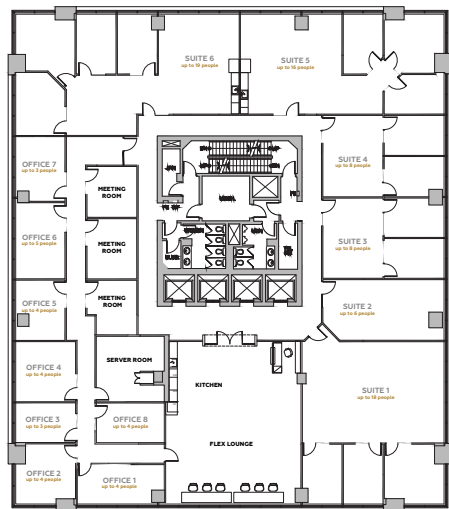 SUITE 6
up to 19 people
SUITE 5
up to 15 people
OFFICE 7
up to 3 people
SUITE 4
up to 8 people
MEETING
ROOM
OFFICE 6
up to 5 people
MEETING
ROOM
SUITE 3
up to 8 people
OFFICE 5
up to 4 people
MEETING
ROOM
SUITE 2
up to 6 people
SERVER ROOM
OFFICE 4
up to 4 people
KITCHEN
SUITE 1
up to 18 people
OFFICE 3
up to 4 people
OFFICE 8
up to 4 people
FLEX LOUNGE
OFFICE 2
up to 4 people
OFFICE 1
up to 4 people